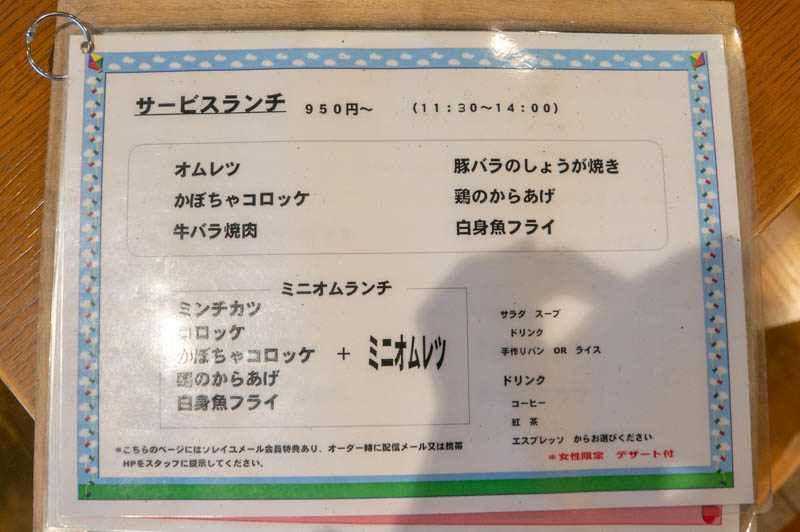 サービスランチ 950円～ (11:30～14:00)
オムレツ
かぼちゃコロッケ
牛バラ焼肉
豚バラのしょうが焼き
鶏のからあげ
白身魚フライ
ミニオムランチ
ミンチカツ
コロッケ
かぼちゃコロッケ
鶏のからあげ
白身魚フライ
+ ミニオムレツ
サラダ スープ
ドリンク
手作りパン OR ライス
ドリンク
コーヒー
紅 茶
エスプレッソ からお選びください
*女性限定 デザート付
*こちらのページにはソレイユメール会員特典あり、オーダー時に配信メール又は携帯
HPをスタッフに提示してください。